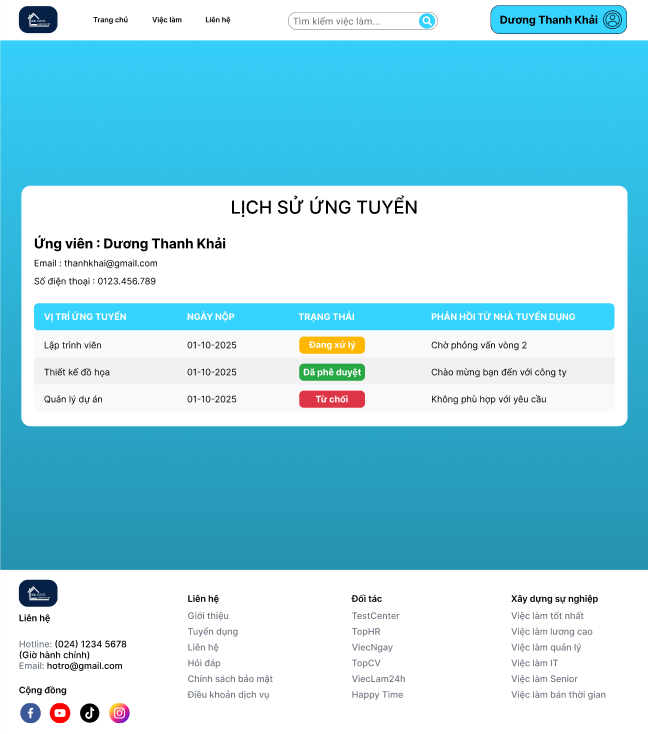 Trang chủ Việc làm Liên hệ Tìm kiếm việc làm... Dương Thanh Khải
LỊCH SỬ ỨNG TUYỂN
Ứng viên : Dương Thanh Khải
Email : thanhkhai@gmail.com
Số điện thoại : 0123.456.789
VỊ TRÍ ỨNG TUYỂN NGÀY NỘP TRẠNG THÁI PHẢN HỒI TỪ NHÀ TUYỂN DỤNG
Lập trình viên 01-10-2025 Đang xử lý Chờ phỏng vấn vòng 2
Thiết kế đồ họa 01-10-2025 Đã phê duyệt Chào mừng bạn đến với công ty
Quản lý dự án 01-10-2025 Từ chối Không phù hợp với yêu cầu
Liên hệ
Hotline: (024) 1234 5678
(Giờ hành chính)
Email: hotro@gmail.com
Cộng đồng
Liên hệ
Giới thiệu
Tuyển dụng
Liên hệ
Hỏi đáp
Chính sách bảo mật
Điều khoản dịch vụ
Đối tác
TestCenter
TopHR
ViecNgay
TopCV
ViecLam24h
Happy Time
Xây dựng sự nghiệp
Việc làm tốt nhất
Việc làm lương cao
Việc làm quản lý
Việc làm IT
Việc làm Senior
Việc làm bán thời gian